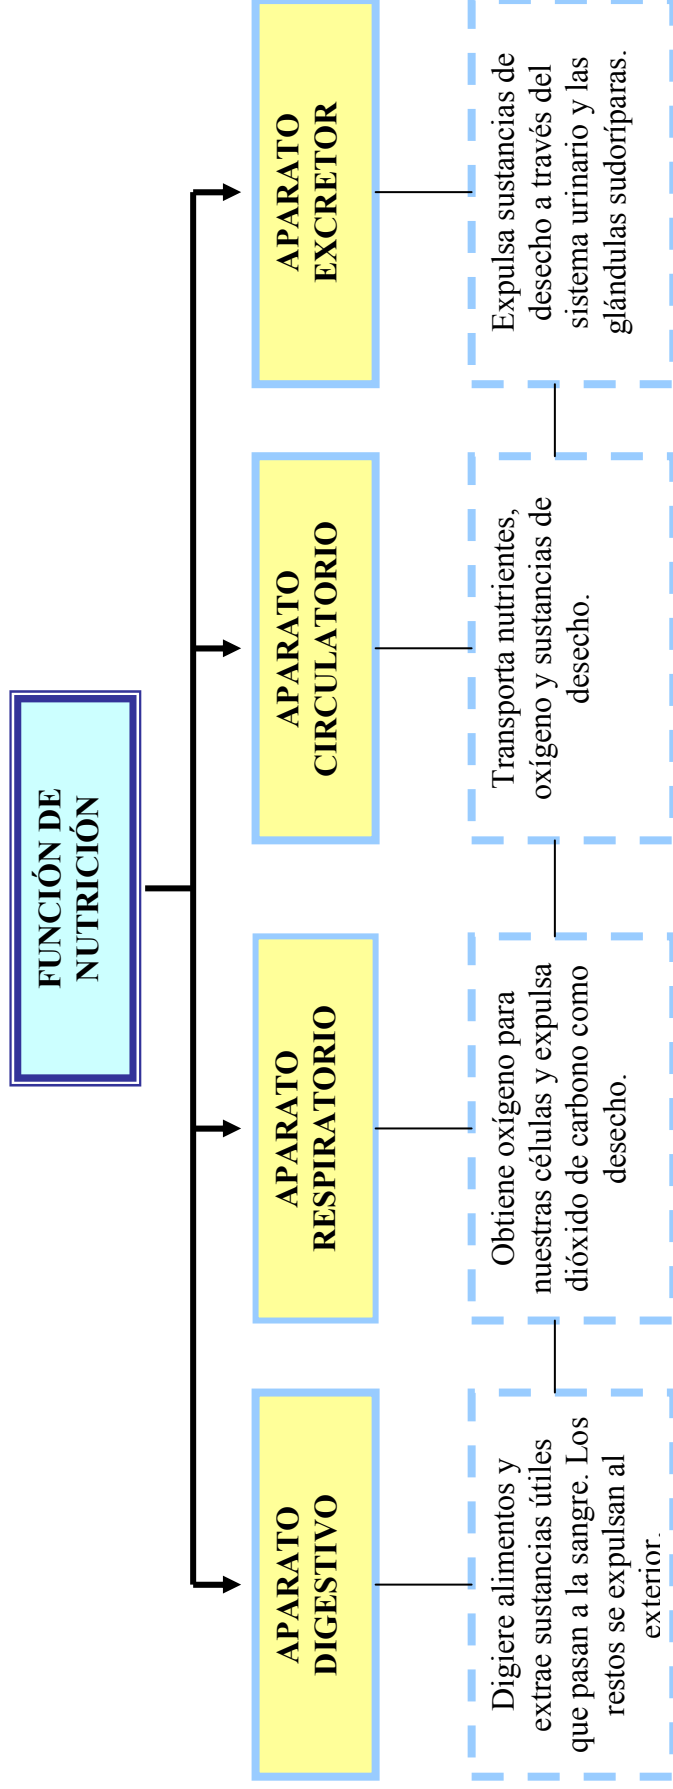 FUNCIÓN DE
NUTRICIÓN
APARATO
DIGESTIVO
APARATO
RESPIRATORIO
APARATO
CIRCULATORIO
APARATO
EXCRETOR
Digiere alimentos y
extrae sustancias útiles
que pasan a la sangre. Los
restos se expulsan al
exterior.
Obtiene oxígeno para
nuestras células y expulsa
dióxido de carbono como
desecho.
Transporta nutrientes,
oxígeno y sustancias de
desecho.
Expulsa sustancias de
desecho a través del
sistema urinario y las
glándulas sudoríparas.